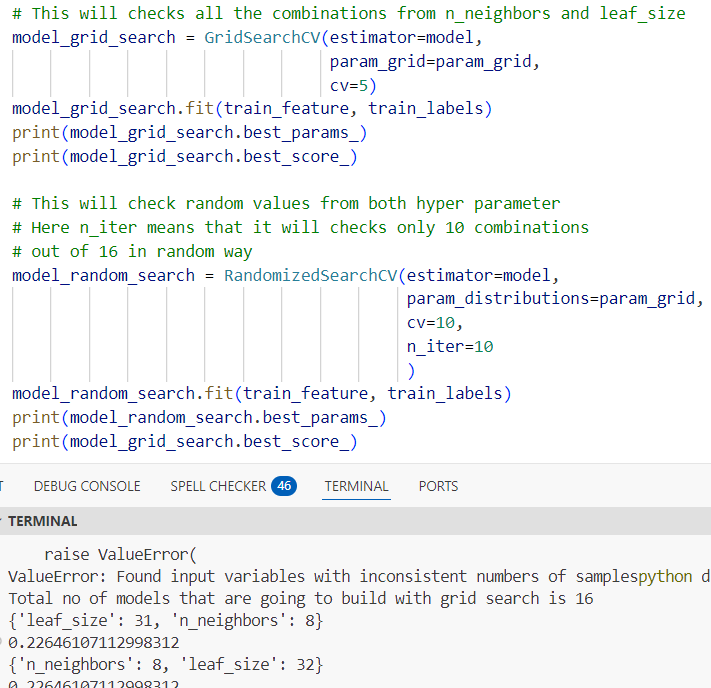 # This will checks all the combinations from n_neighbors and leaf_size
model_grid_search = GridSearchCV(estimator=model,
param_grid=param_grid,
cv=5)
model_grid_search.fit(train_feature, train_labels)
print(model_grid_search.best_params_)
print(model_grid_search.best_score_)
# This will check random values from both hyper parameter
# Here n_iter means that it will checks only 10 combinations
# out of 16 in random way
model_random_search = RandomizedSearchCV(estimator=model,
param_distributions=param_grid,
cv=10,
n_iter=10
)
model_random_search.fit(train_feature, train_labels)
print(model_random_search.best_params_)
print(model_grid_search.best_score_)
T DEBUG CONSOLE SPELL CHECKER 46 TERMINAL PORTS
TERMINAL
raise ValueError(
ValueError: Found input variables with inconsistent numbers of samplespython d
Total no of models that are going to build with grid search is 16
{'leaf_size': 31, 'n_neighbors': 8}
0.22646107112998312
{'n_neighbors': 8, 'leaf_size': 32}
0.22646107112998312